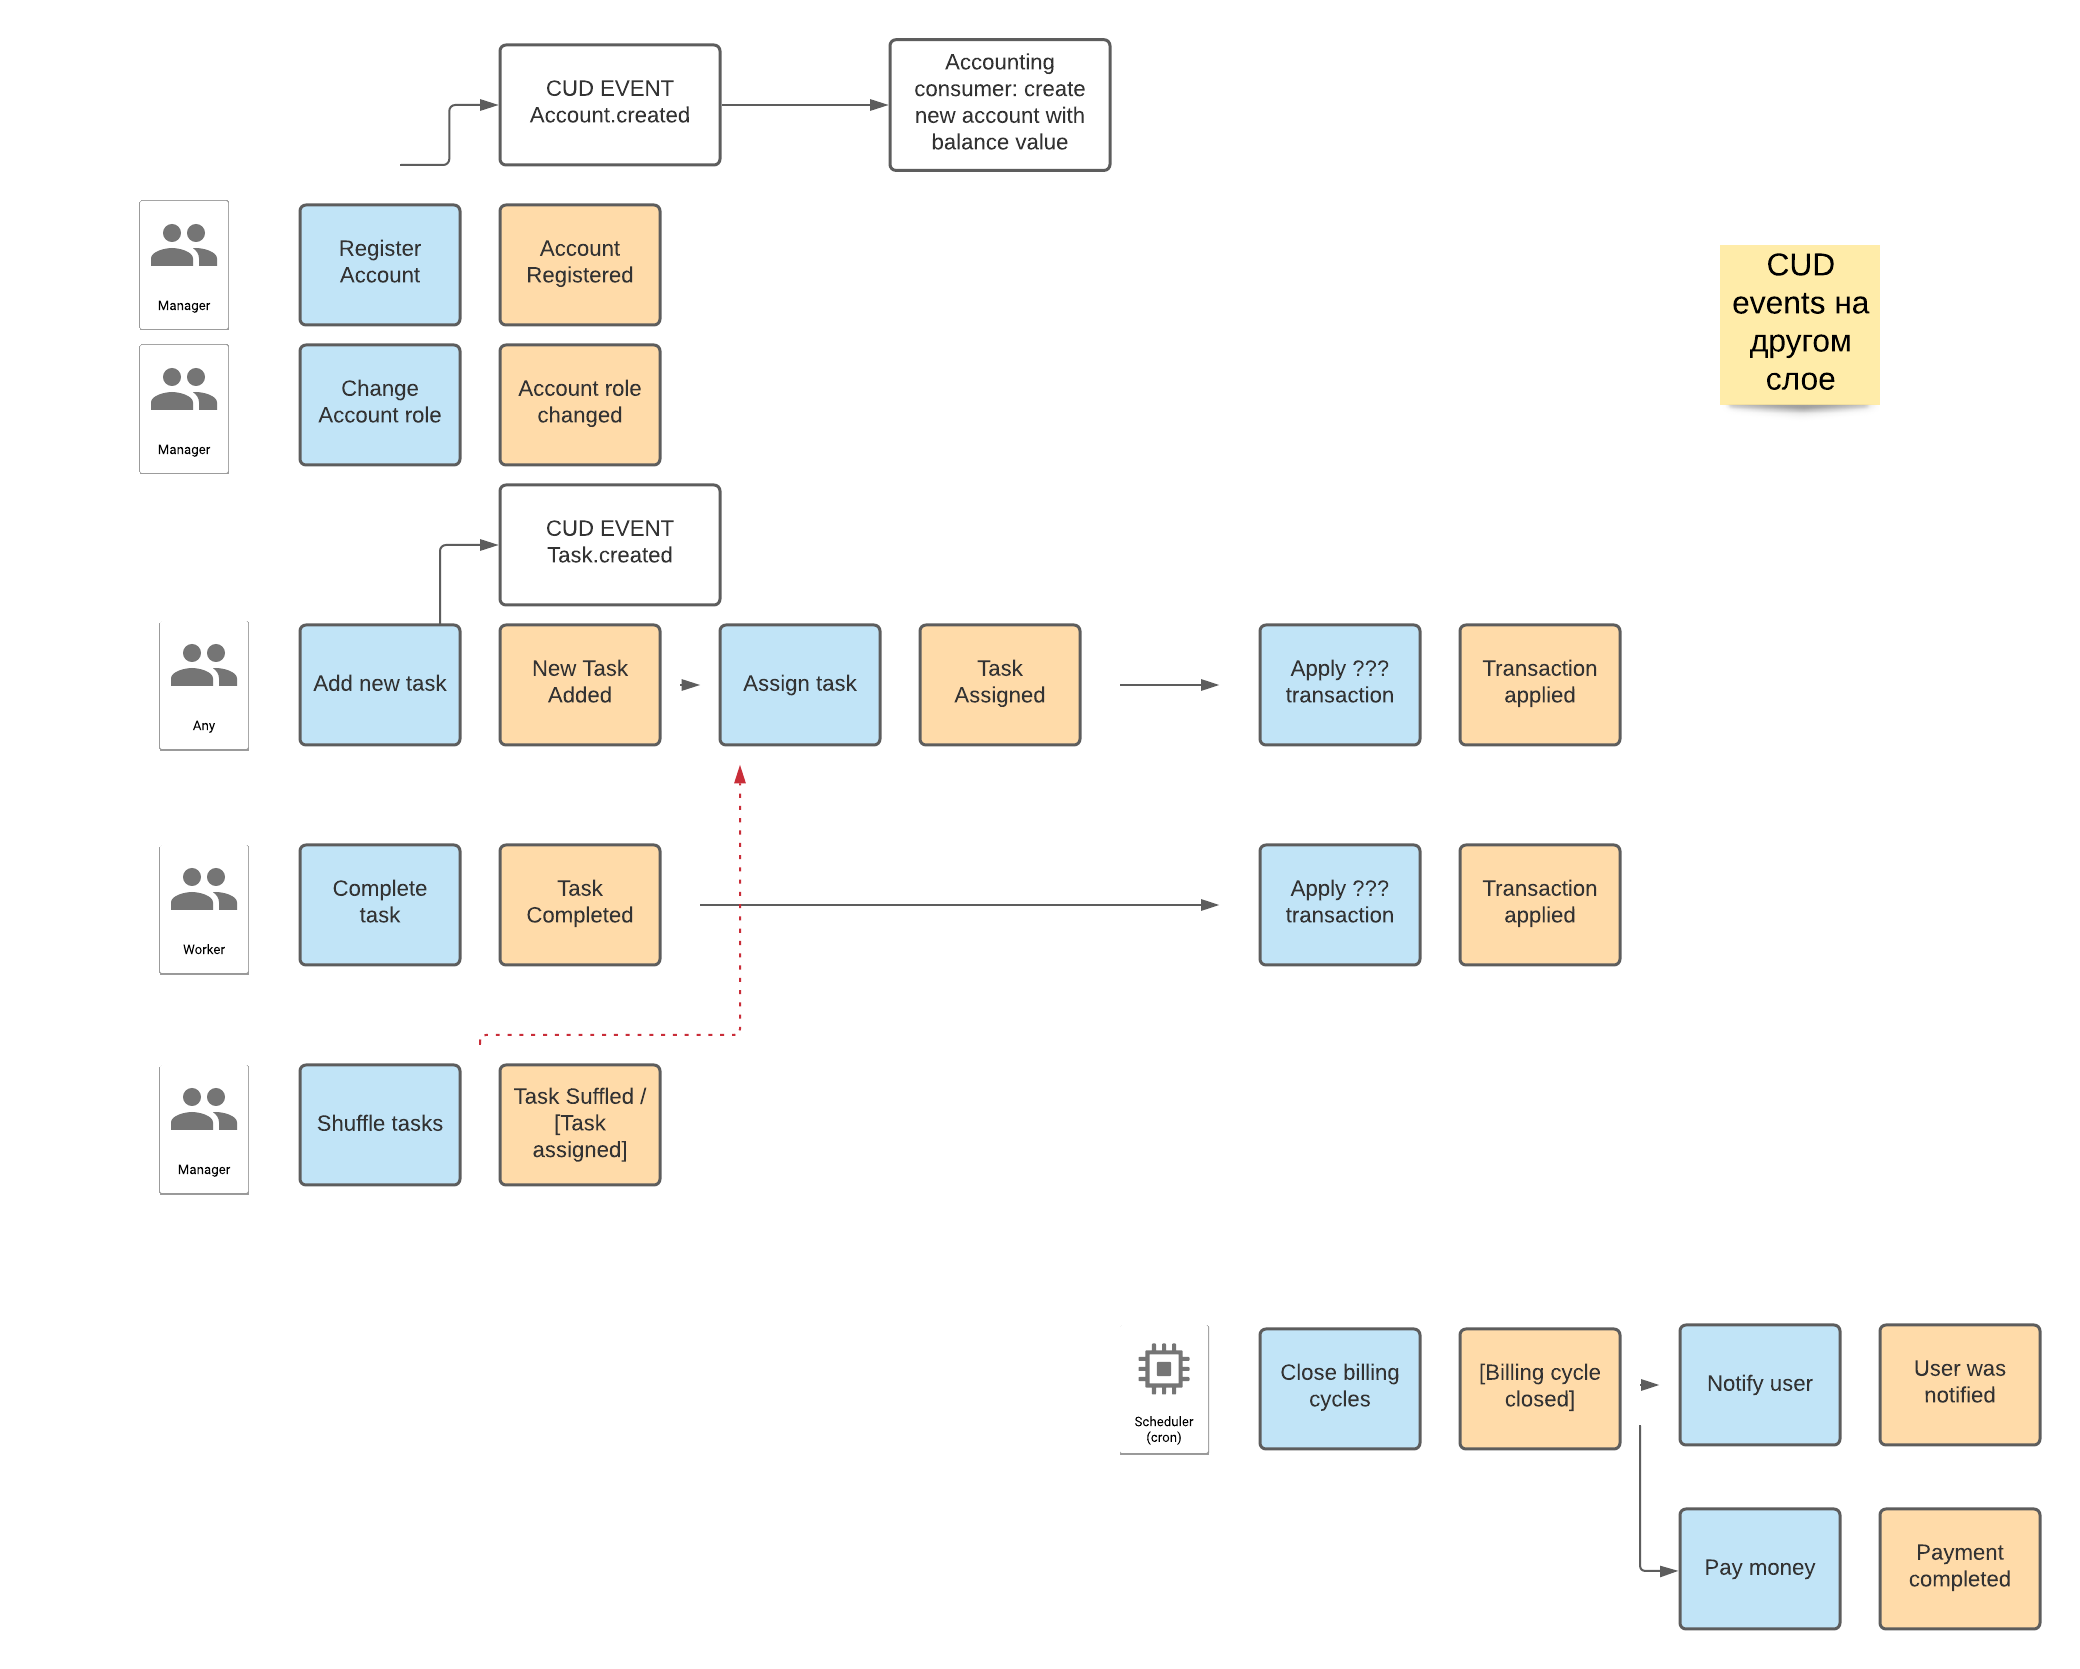 CUD EVENT
Account.created
Accounting
consumer: create
new account with
balance value
Manager
Register
Account
Account
Registered
CUD
events на
другом
слое
Manager
Change
Account role
Account role
changed
CUD EVENT
Task.created
Any
Add new task
New Task
Added
Assign task
Task
Assigned
Apply ???
transaction
Transaction
applied
Worker
Complete
task
Task
Completed
Apply ???
transaction
Transaction
applied
Manager
Shuffle tasks
Task Suffled /
[Task
assigned]
Scheduler
(cron)
Close billing
cycles
[Billing cycle
closed]
Notify user
User was
notified
Pay money
Payment
completed